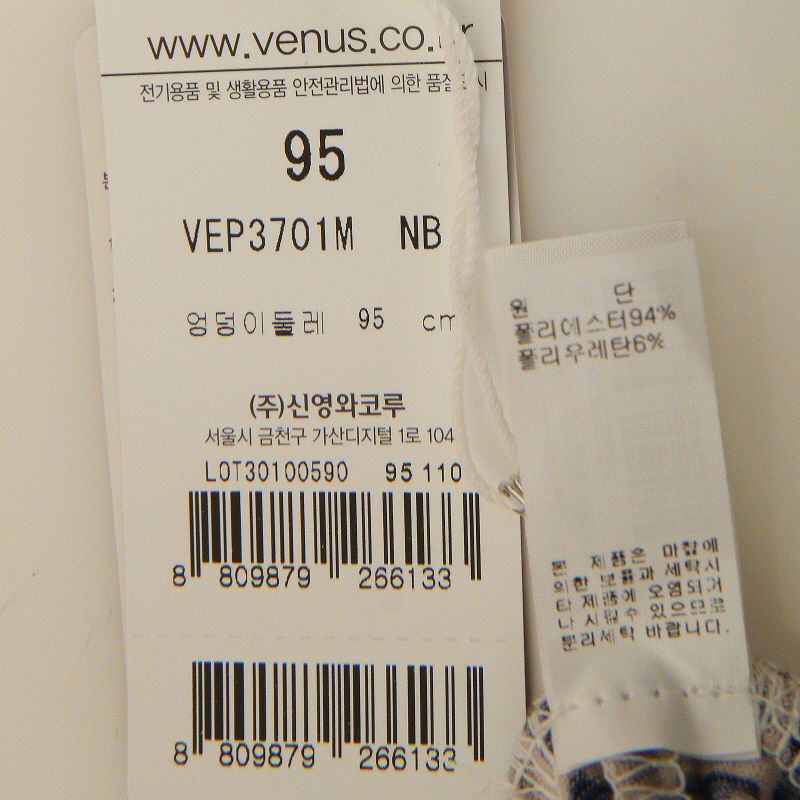 www.venus.co.kr
전기용품 및 생활용품 안전관리법에 의한 품질표시
95
VEP3701M NB
엉덩이둘레 95 cm
(주)신영와코루
서울시 금천구 가산디지털 1로 104
LOT30100590 95 110
8 809879 266133
8 809879 266133
원 단
폴리에스터94%
폴리우레탄6%
본 제품은 마찰에
의한 보풀과 세탁시
타 제품에 오염되거
나 시킬수 있으므로
분리세탁 바랍니다.